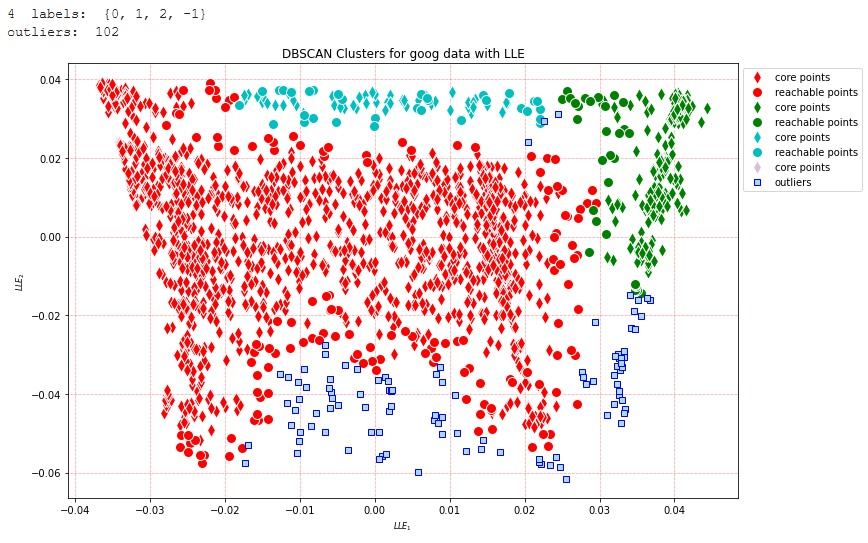 4  labels:  {0, 1, 2, -1}
outliers:  102
DBSCAN Clusters for goog data with LLE
0.04
0.02
0.00
−0.02
−0.04
−0.06
LLE₂
−0.04 −0.03 −0.02 −0.01 0.00 0.01 0.02 0.03 0.04
LLE₁
core points
reachable points
core points
reachable points
core points
reachable points
core points
outliers